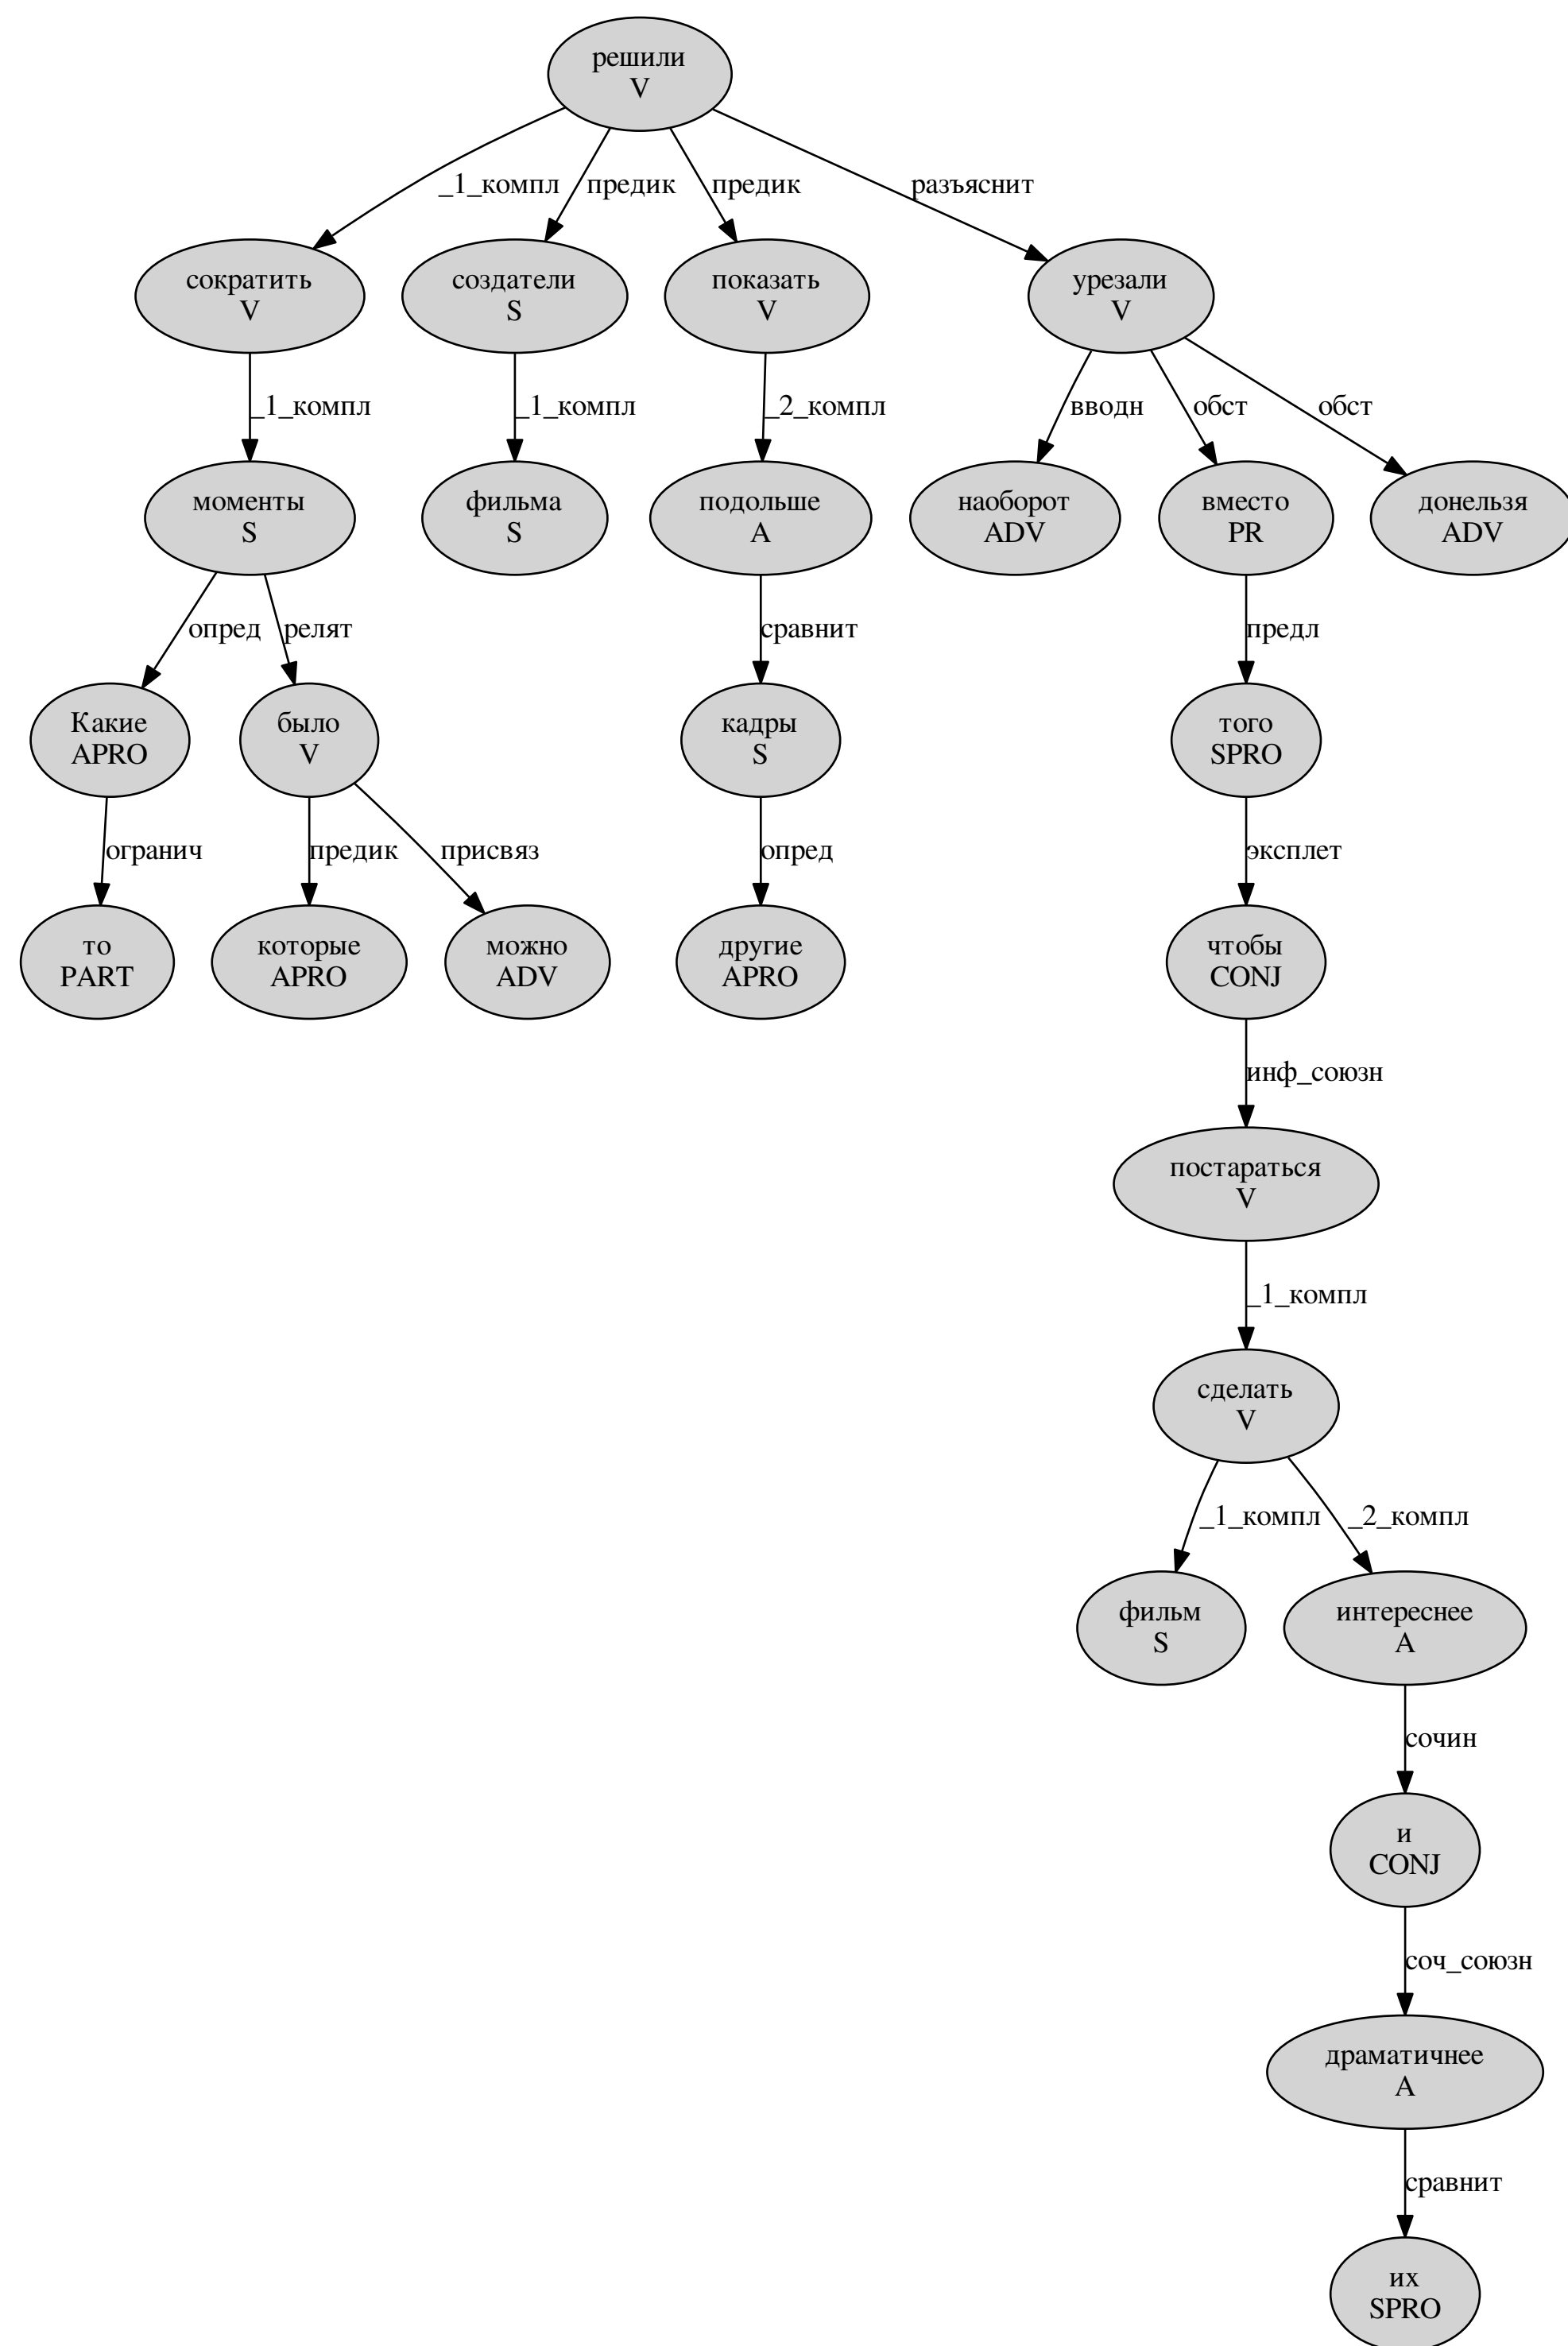 решили
V
_1_компл
предик
предик
разъяснит
сократить
V
создатели
S
показать
V
урезали
V
_1_компл
_1_компл
_2_компл
вводн
обст
обст
моменты
S
фильма
S
подольше
A
наоборот
ADV
вместо
PR
донельзя
ADV
опред
релят
сравнит
предл
Какие
APRO
было
V
кадры
S
того
SPRO
огранич
предик
присвяз
опред
эксплет
то
PART
которые
APRO
можно
ADV
другие
APRO
чтобы
CONJ
инф_союзн
постараться
V
_1_компл
сделать
V
_1_компл
_2_компл
фильм
S
интереснее
A
сочин
и
CONJ
соч_союзн
драматичнее
A
сравнит
их
SPRO